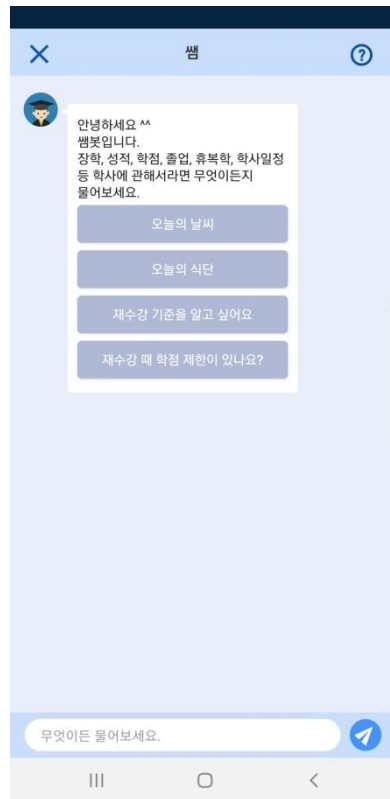 쌤
안녕하세요 ^^
쌤봇입니다.
장학, 성적, 학점, 졸업, 휴복학, 학사일정
등 학사에 관해서라면 무엇이든지
물어보세요.
오늘의 날씨
오늘의 식단
재수강 기준을 알고 싶어요
재수강 때 학점 제한이 있나요?
무엇이든 물어보세요.